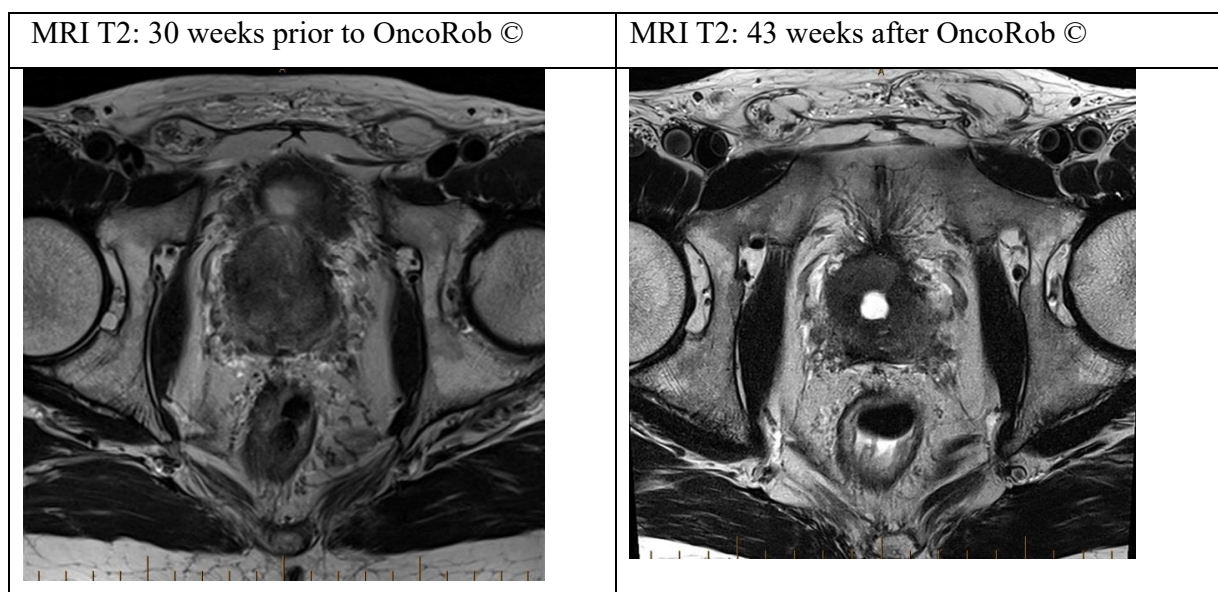 MRI T2: 30 weeks prior to OncoRob ©
MRI T2: 43 weeks after OncoRob ©
A